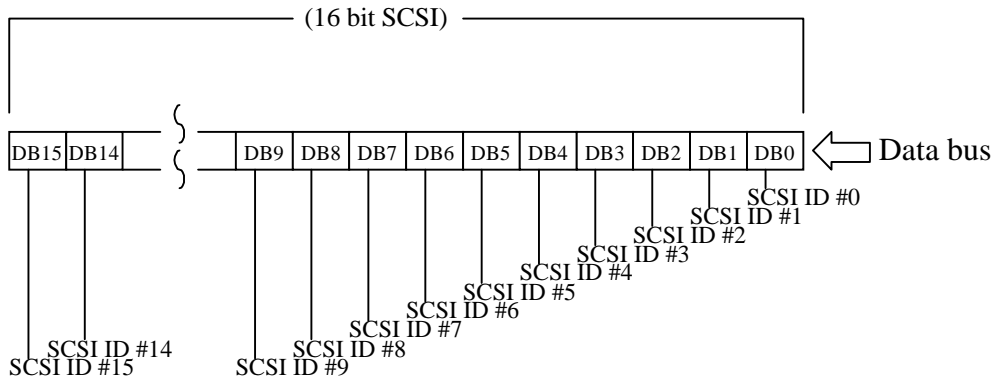 (16 bit SCSI)
DB15 DB14 DB9 DB8 DB7 DB6 DB5 DB4 DB3 DB2 DB1 DB0 Data bus
SCSI ID #0
SCSI ID #1
SCSI ID #2
SCSI ID #3
SCSI ID #4
SCSI ID #5
SCSI ID #6
SCSI ID #7
SCSI ID #14 SCSI ID #8
SCSI ID #15 SCSI ID #9